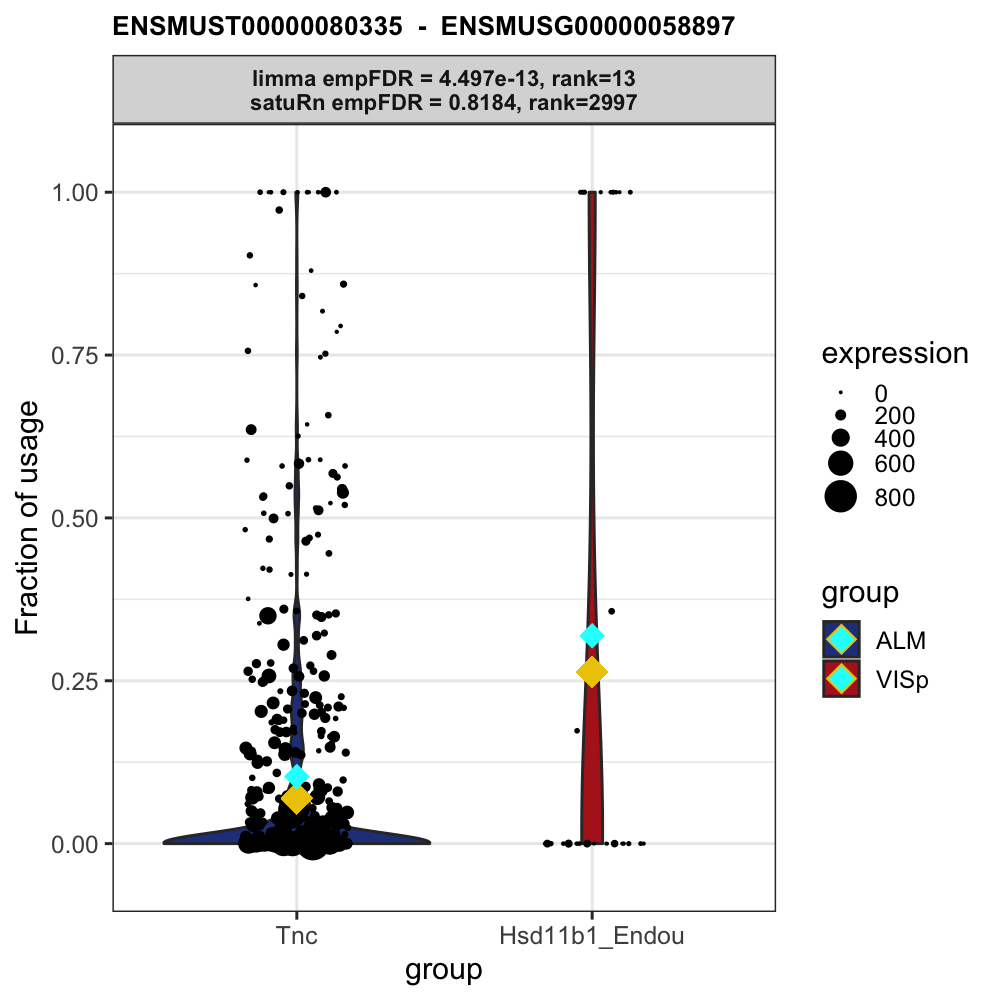 ENSMUST00000080335 - ENSMUSG00000058897
limma empFDR = 4.497e-13, rank=13
satuRn empFDR = 0.8184, rank=2997
Fraction of usage
1.00
0.75
0.50
0.25
0.00
Tnc
Hsd11b1_Endou
group
expression
0
200
400
600
800
group
ALM
VISp